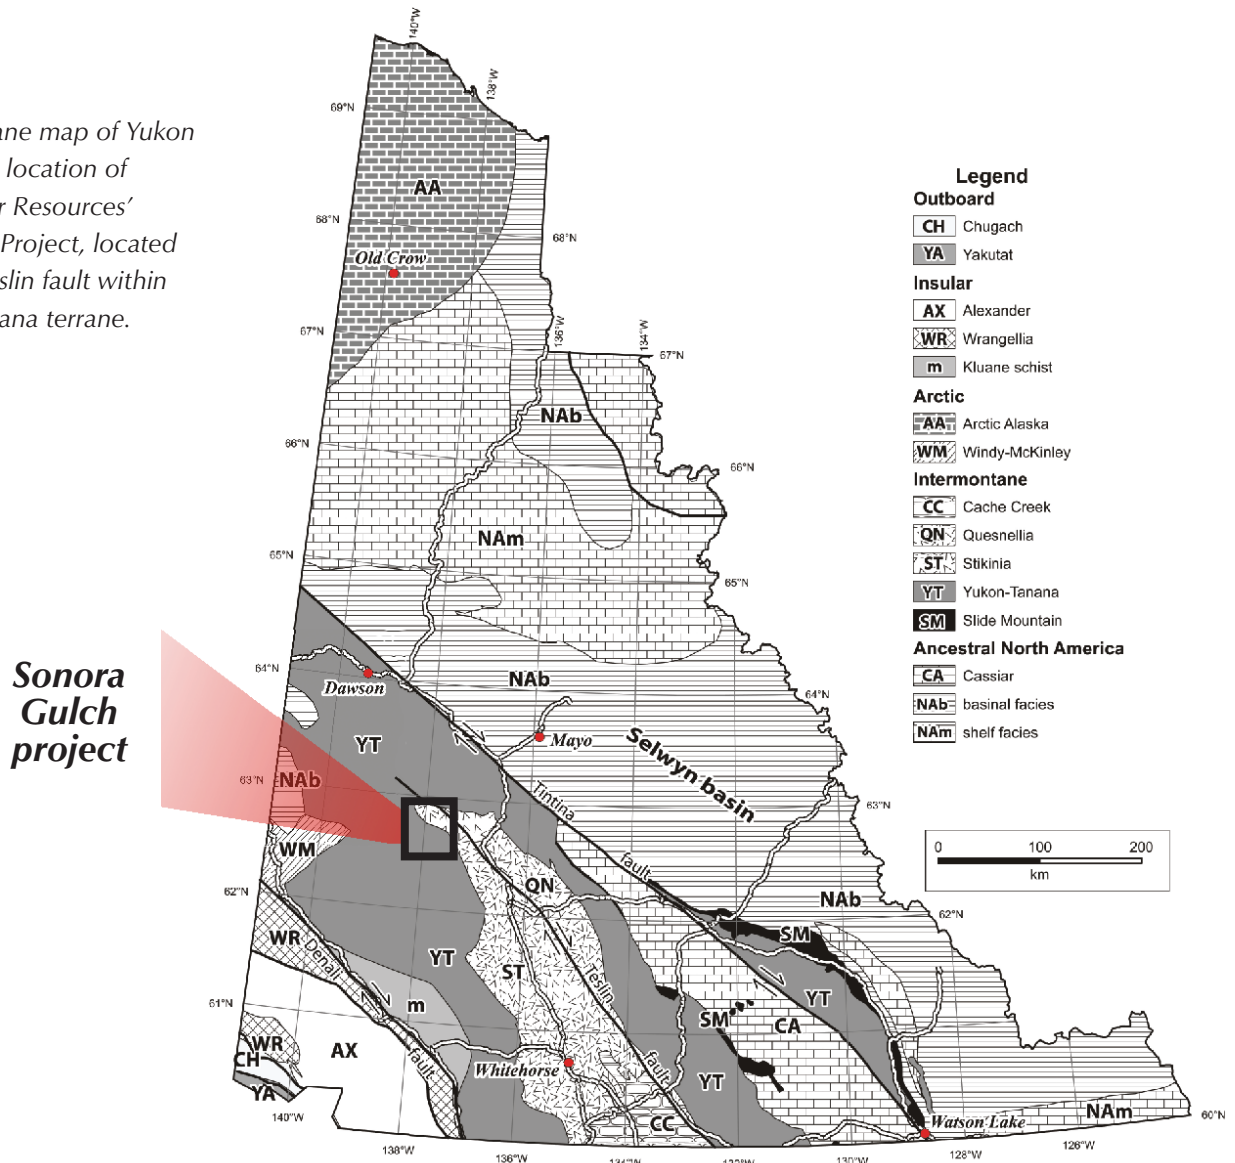 ane map of Yukon
location of
r Resources’
Project, located
slin fault within
ana terrane.
Sonora
Gulch
project
140°W
138°W
69°N
AA
68°N
68°N
Old Crow
67°N
136°W
134°W
67°N
NAb
66°N
66°N
NAm
65°N
65°N
64°N
Dawson
NAb
64°N
YT
Mayo
Selwyn basin
63°N
NAb
Tintina
fault
63°N
WM
62°N
QN
NAb
62°N
SM
WR
Denali
fault
YT
ST
Teslin
fault
YT
61°N
m
SM
CA
WR
CH
AX
YA
Whitehorse
YT
CC
Watson Lake
NAm
60°N
140°W
138°W
136°W
134°W
132°W
130°W
128°W
126°W
Legend
Outboard
CH Chugach
YA Yakutat
Insular
AX Alexander
WR Wrangellia
m Kluane schist
Arctic
AA Arctic Alaska
WM Windy-McKinley
Intermontane
CC Cache Creek
QN Quesnellia
ST Stikinia
YT Yukon-Tanana
SM Slide Mountain
Ancestral North America
CA Cassiar
NAb basinal facies
NAm shelf facies
0 100 200
km